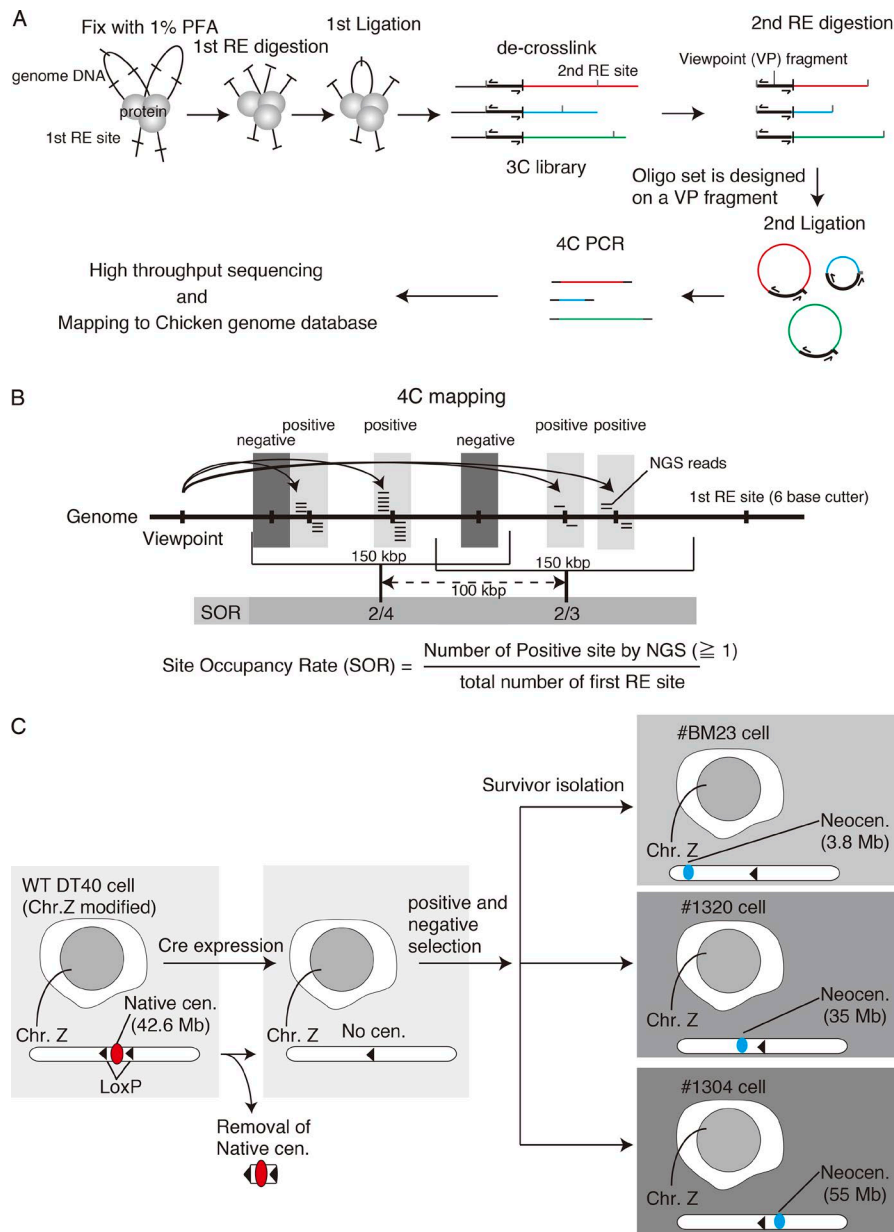 A
Fix with 1% PFA
1st RE digestion
1st Ligation
de-crosslink
2nd RE digestion
genome DNA
protein
1st RE site
2nd RE site
Viewpoint (VP) fragment
3C library
Oligo set is designed
on a VP fragment
2nd Ligation
4C PCR
High throughput sequencing
and
Mapping to Chicken genome database
B
4C mapping
negative
positive
positive
negative
positive
positive
NGS reads
1st RE site (6 base cutter)
Genome
Viewpoint
150 kbp
150 kbp
100 kbp
SOR
2/4
2/3
Site Occupancy Rate (SOR) =
Number of Positive site by NGS (≧ 1)
total number of first RE site
C
WT DT40 cell
(Chr.Z modified)
Chr. Z
Native cen.
(42.6 Mb)
LoxP
Cre expression
Removal of
Native cen.
Chr. Z
No cen.
positive and
negative
selection
Survivor isolation
#BM23 cell
Chr. Z
Neocen.
(3.8 Mb)
#1320 cell
Chr. Z
Neocen.
(35 Mb)
#1304 cell
Chr. Z
Neocen.
(55 Mb)